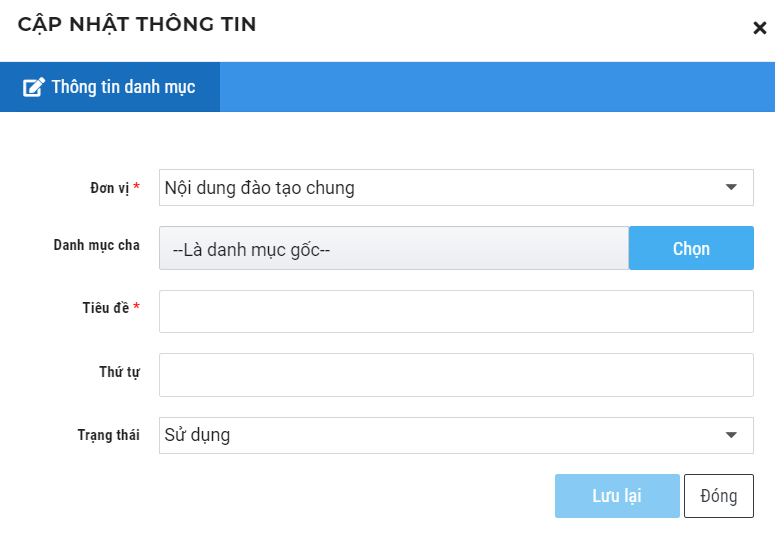 CẬP NHẬT THÔNG TIN
Thông tin danh mục
Đơn vị * Nội dung đào tạo chung
Danh mục cha --Là danh mục gốc-- Chọn
Tiêu đề *
Thứ tự
Trạng thái Sử dụng
Lưu lại Đóng